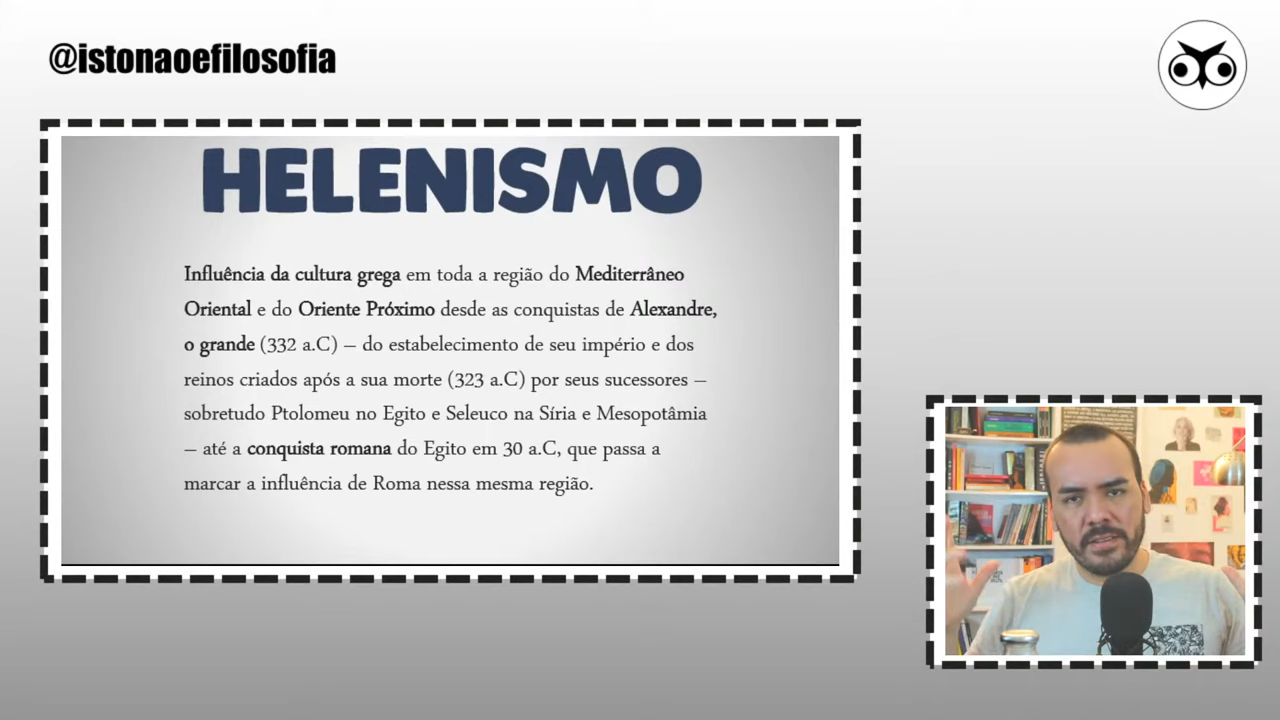 @istonaoefilosofia
HELENISMO
Influência da cultura grega em toda a região do Mediterrâneo
Oriental e do Oriente Próximo desde as conquistas de Alexandre,
o grande (332 a.C) – do estabelecimento de seu império e dos
reinos criados após a sua morte (323 a.C) por seus sucessores –
sobretudo Ptolomeu no Egito e Seleuco na Síria e Mesopotâmia
– até a conquista romana do Egito em 30 a.C, que passa a
marcar a influência de Roma nessa mesma região.